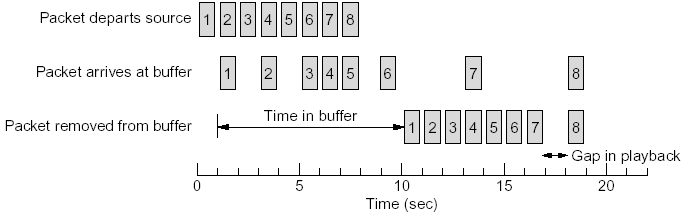 Packet departs source 1 2 3 4 5 6 7 8
Packet arrives at buffer 1 2 3 4 5 6 7 8
Time in buffer
Packet removed from buffer 1 2 3 4 5 6 7 8
Gap in playback
0 5 10 15 20
Time (sec)